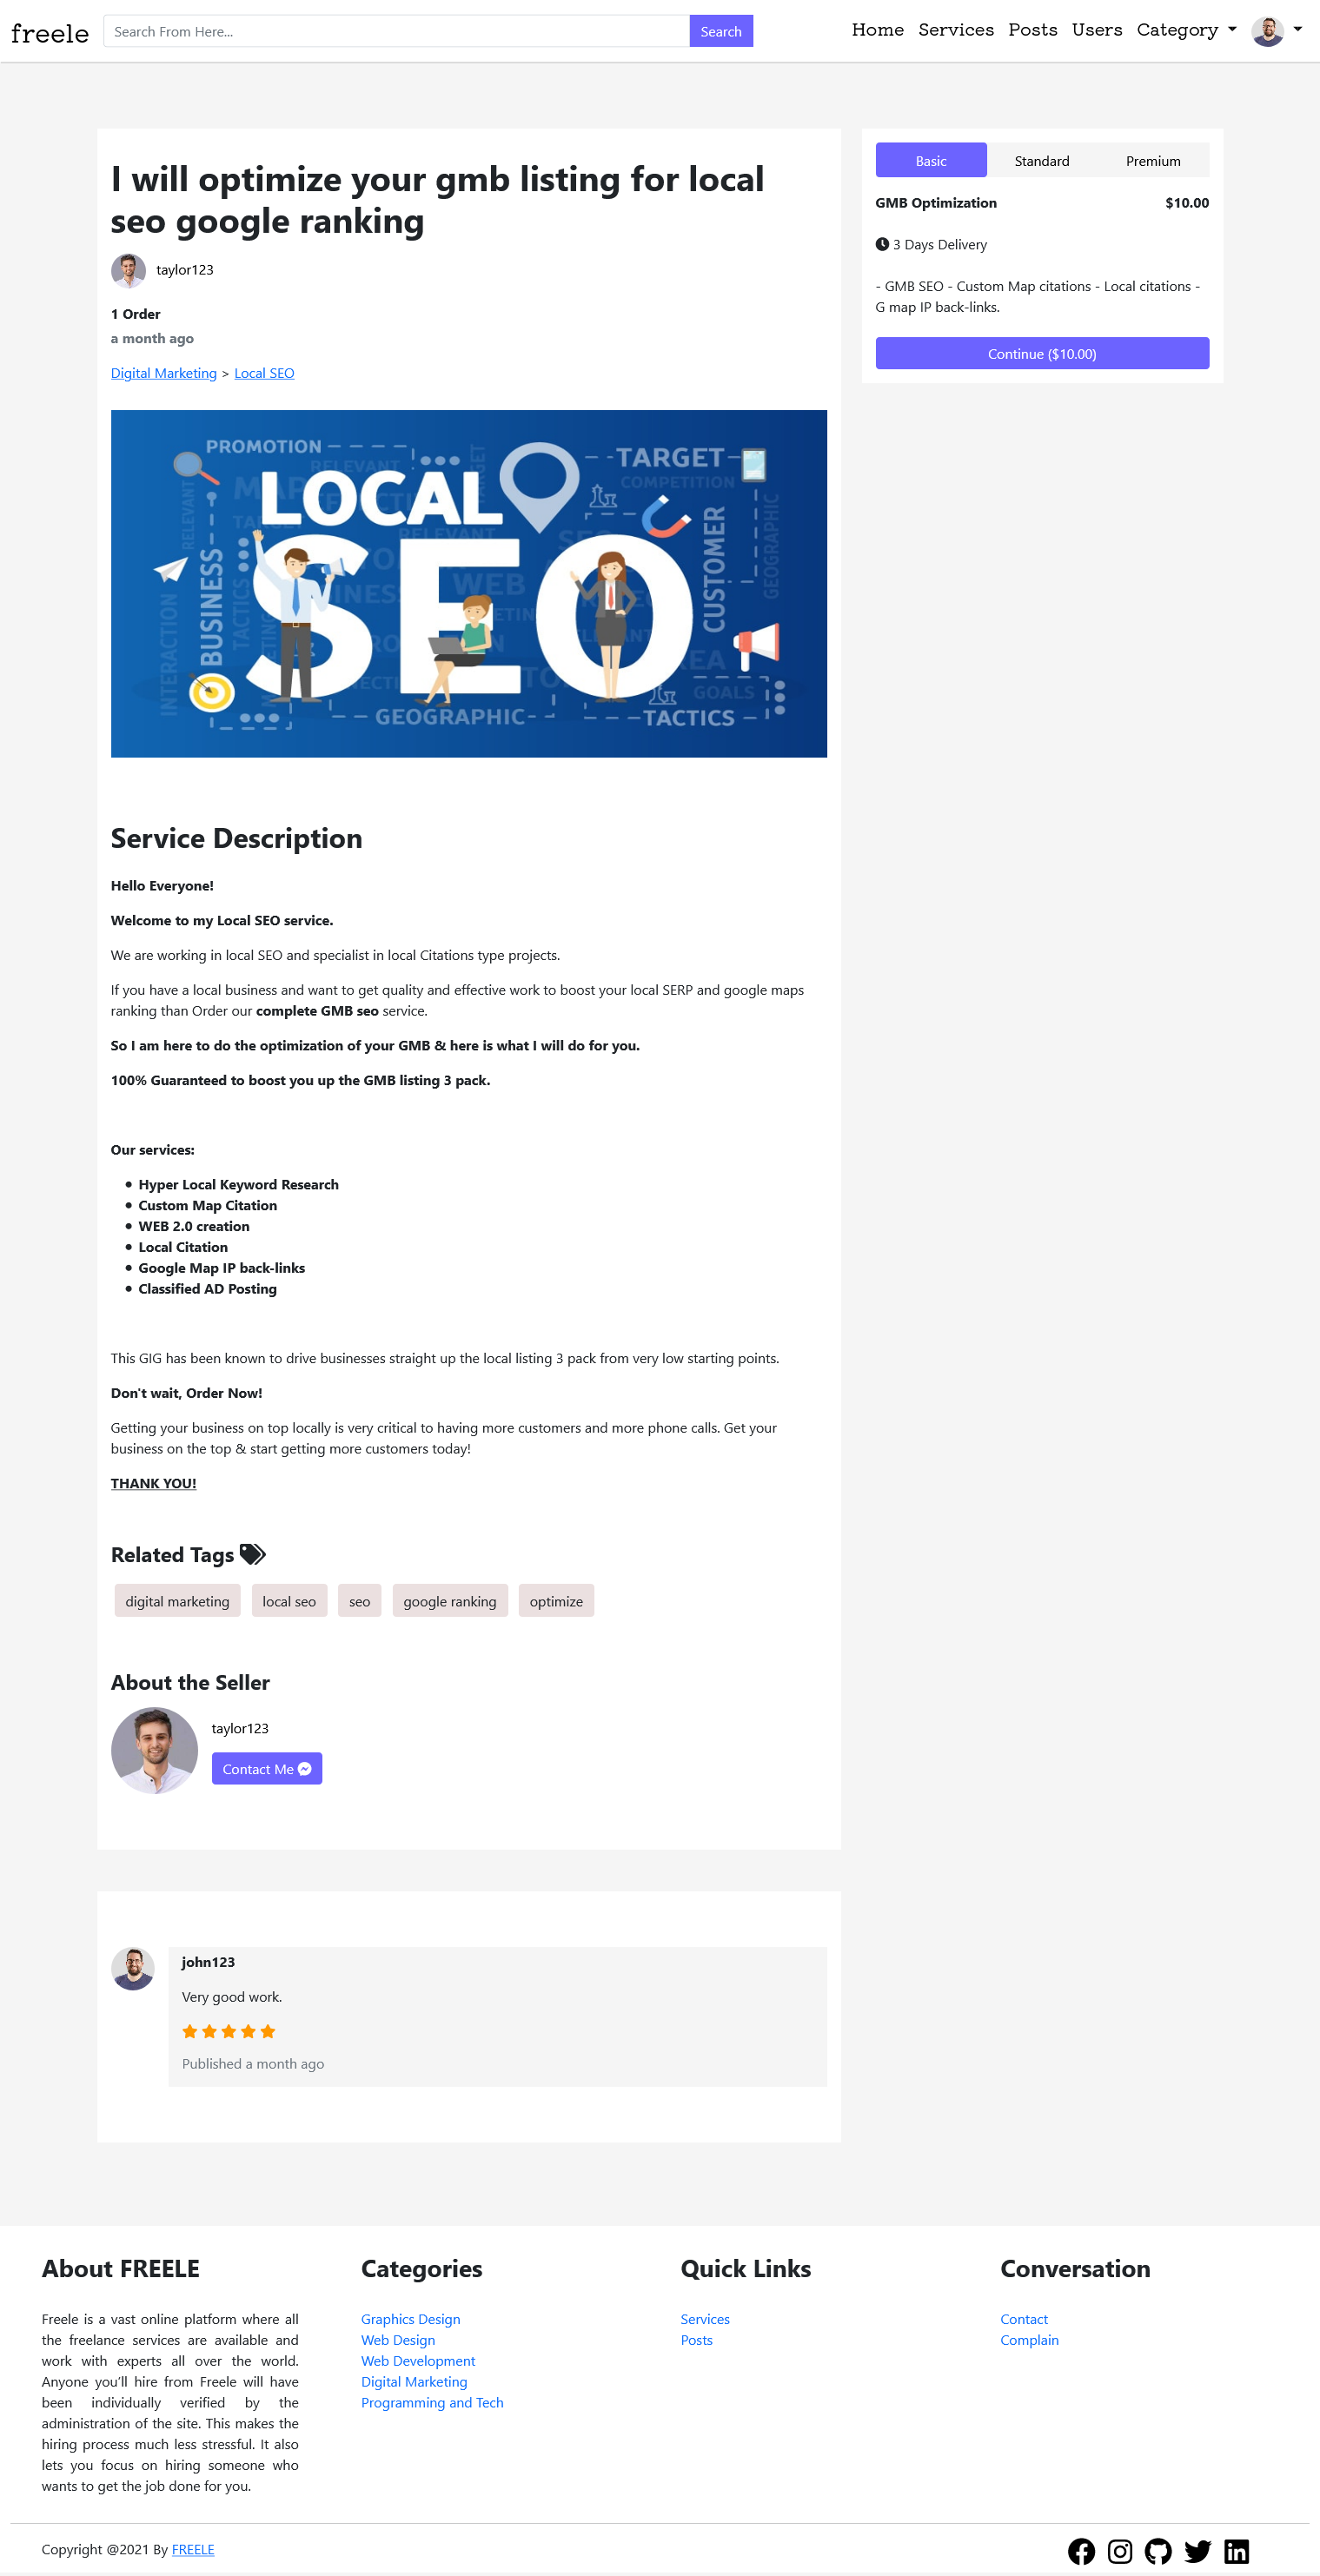 freele
Search From Here...
Search
Home Services Posts Users Category
I will optimize your gmb listing for local
seo google ranking
taylor123
1 Order
a month ago
Digital Marketing > Local SEO
PROMOTION
TARGET
COMPETITION
LOCAL
SEO
BUSINESS
INTERACTION
TACTICS
CUSTOMER
GEOGRAPHIC
WEB
GOALS
GEOGRAPHIC
TACTICS
Service Description
Hello Everyone!
Welcome to my Local SEO service.
We are working in local SEO and specialist in local Citations type projects.
If you have a local business and want to get quality and effective work to boost your local SERP and google maps
ranking than Order our complete GMB seo service.
So I am here to do the optimization of your GMB & here is what I will do for you.
100% Guaranteed to boost you up the GMB listing 3 pack.
Our services:
• Hyper Local Keyword Research
• Custom Map Citation
• WEB 2.0 creation
• Local Citation
• Google Map IP back-links
• Classified AD Posting
This GIG has been known to drive businesses straight up the local listing 3 pack from very low starting points.
Don't wait, Order Now!
Getting your business on top locally is very critical to having more customers and more phone calls. Get your
business on the top & start getting more customers today!
THANK YOU!
Related Tags
digital marketing local seo seo google ranking optimize
About the Seller
taylor123
Contact Me
Basic Standard Premium
GMB Optimization $10.00
3 Days Delivery
- GMB SEO - Custom Map citations - Local citations -
G map IP back-links.
Continue ($10.00)
john123
Very good work.
Published a month ago
About FREELE
Freele is a vast online platform where all
the freelance services are available and
work with experts all over the world.
Anyone you'll hire from Freele will have
been individually verified by the
administration of the site. This makes the
hiring process much less stressful. It also
lets you focus on hiring someone who
wants to get the job done for you.
Categories
Graphics Design
Web Design
Web Development
Digital Marketing
Programming and Tech
Quick Links
Services
Posts
Conversation
Contact
Complain
Copyright @2021 By FREELE